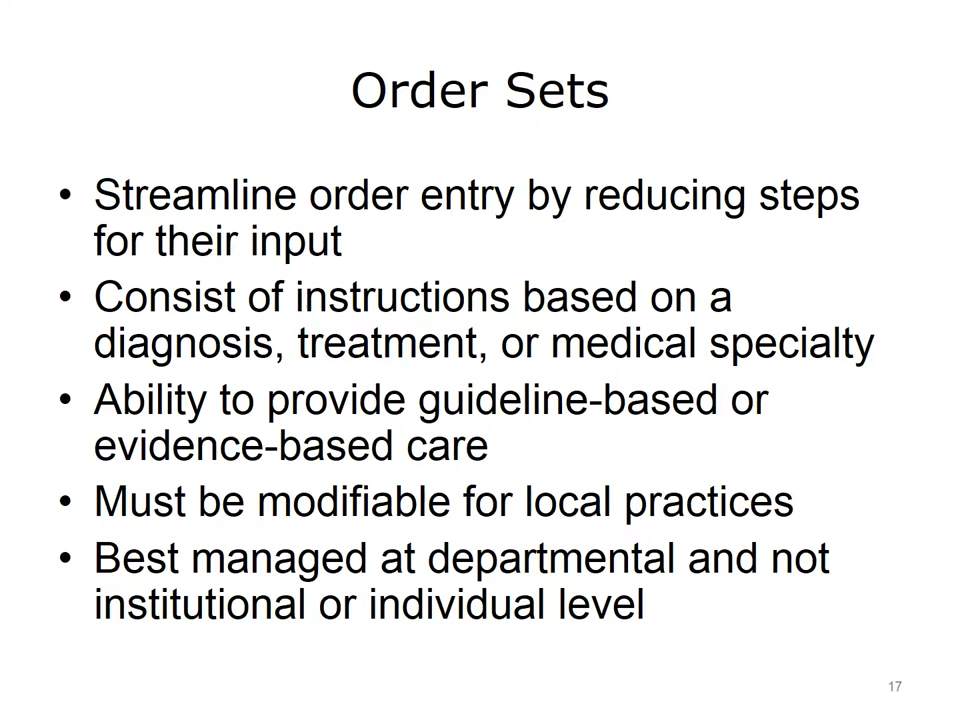 Order Sets
• Streamline order entry by reducing steps
for their input
• Consist of instructions based on a
diagnosis, treatment, or medical specialty
• Ability to provide guideline-based or
evidence-based care
• Must be modifiable for local practices
• Best managed at departmental and not
institutional or individual level
17